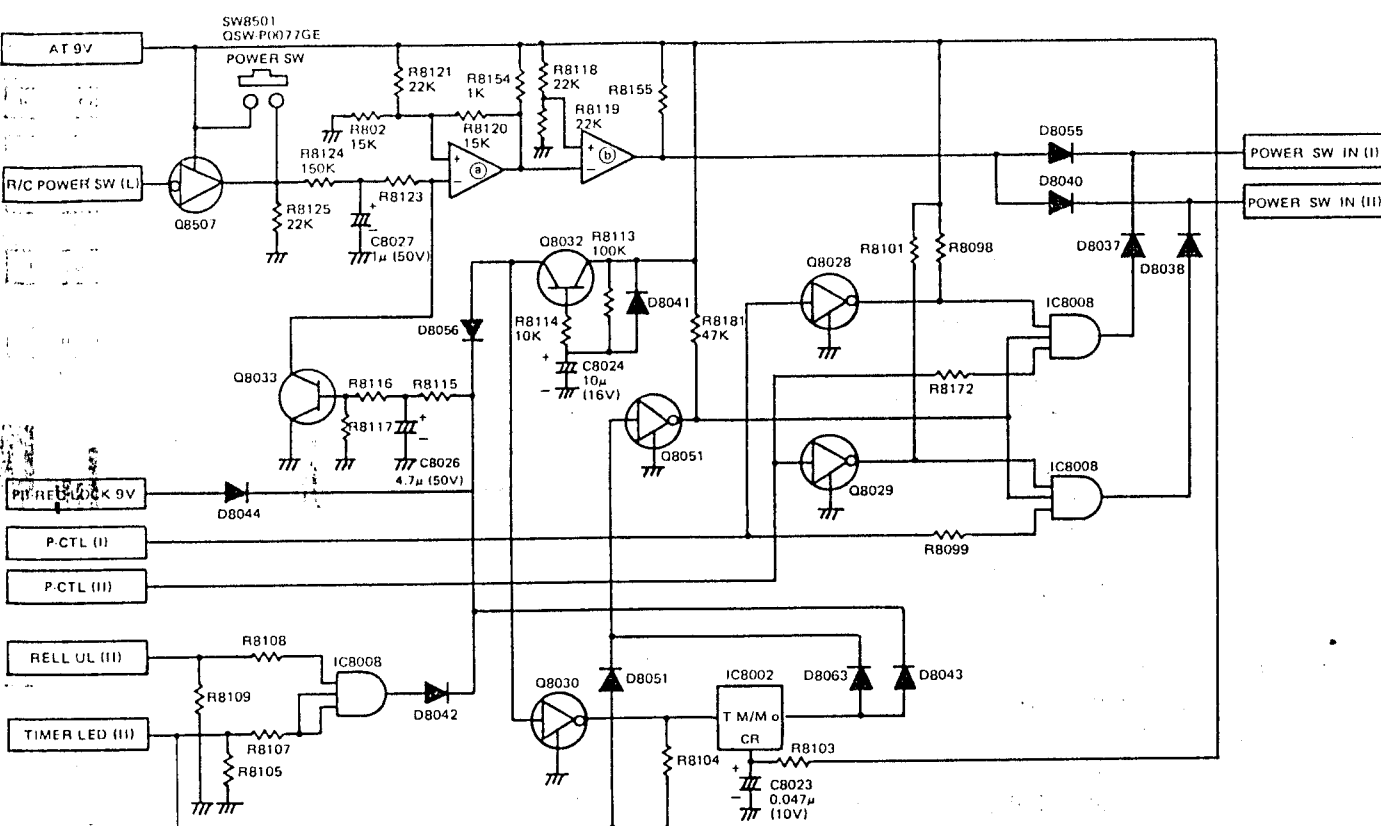 SW8501
QSW-P0077GE
POWER SW
AT 9V
R8121
22K
R8154
1K
R8118
22K
R8155
R802
15K
R8120
15K
R8119
22K
D8055
POWER SW IN (I)
R8124
150K
+
−
a
+
−
b
R/C POWER SW (L)
R8123
D8040
POWER SW IN (II)
Q8507
R8125
22K
+
−
C8027
1μ (50V)
Q8032
R8113
100K
R8101
R8098
D8037
D8038
Q8028
D8041
IC8008
D8056
R8114
10K
R8181
47K
+
−
C8024
10μ
(16V)
Q8033
R8116
R8115
R8172
R8117
+
−
C8026
4.7μ (50V)
Q8051
Q8029
IC8008
LOCK 9V
D8044
P-CTL (I)
R8099
P-CTL (II)
R8108
RELL UL (II)
IC8008
R8109
D8042
Q8030
D8051
IC8002
D8063
D8043
T M/M o
CR
TIMER LED (II)
R8107
R8105
R8104
R8103
+
−
C8023
0.047μ
(10V)